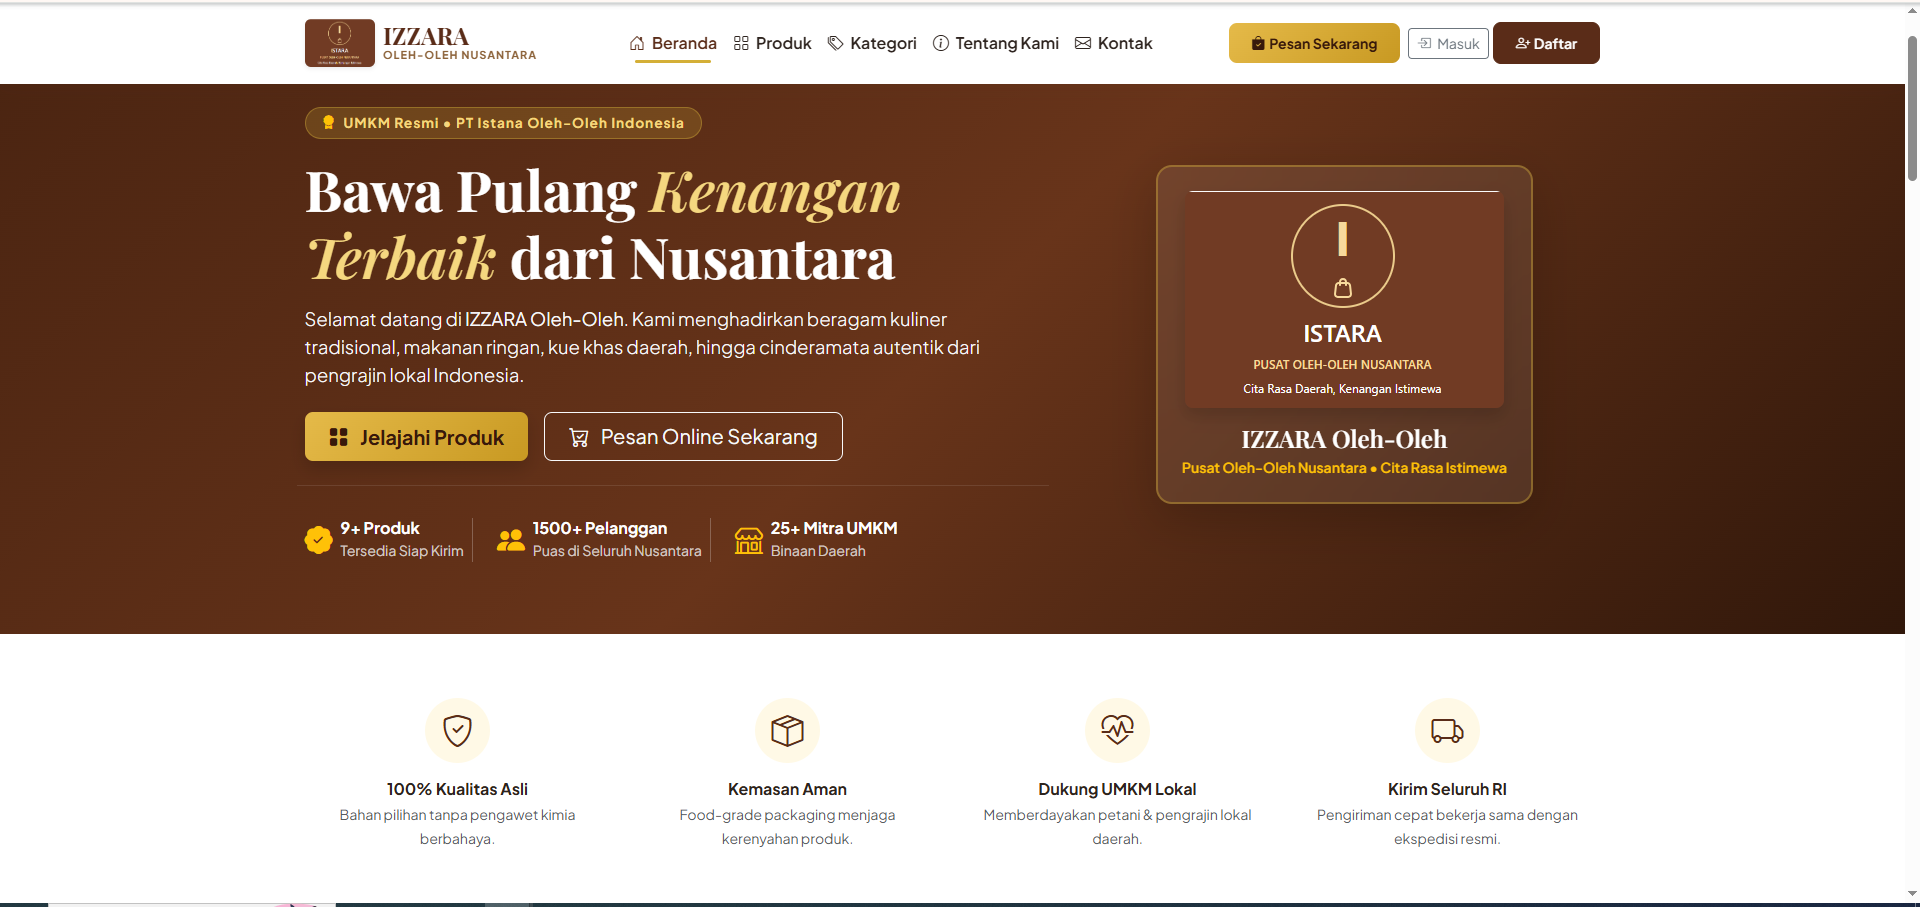 ISTARA
IZZARA
OLEH-OLEH NUSANTARA
Beranda
Produk
Kategori
Tentang Kami
Kontak
Pesan Sekarang
Masuk
Daftar
UMKM Resmi • PT Istana Oleh-Oleh Indonesia
Bawa Pulang Kenangan
Terbaik dari Nusantara
Selamat datang di IZZARA Oleh-Oleh. Kami menghadirkan beragam kuliner
tradisional, makanan ringan, kue khas daerah, hingga cinderamata autentik dari
pengrajin lokal Indonesia.
Jelajahi Produk
Pesan Online Sekarang
9+ Produk
Tersedia Siap Kirim
1500+ Pelanggan
Puas di Seluruh Nusantara
25+ Mitra UMKM
Binaan Daerah
I
ISTARA
PUSAT OLEH-OLEH NUSANTARA
Cita Rasa Daerah, Kenangan Istimewa
IZZARA Oleh-Oleh
Pusat Oleh-Oleh Nusantara • Cita Rasa Istimewa
100% Kualitas Asli
Bahan pilihan tanpa pengawet kimia
berbahaya.
Kemasan Aman
Food-grade packaging menjaga
kerenyahan produk.
Dukung UMKM Lokal
Memberdayakan petani & pengrajin lokal
daerah.
Kirim Seluruh RI
Pengiriman cepat bekerja sama dengan
ekspedisi resmi.